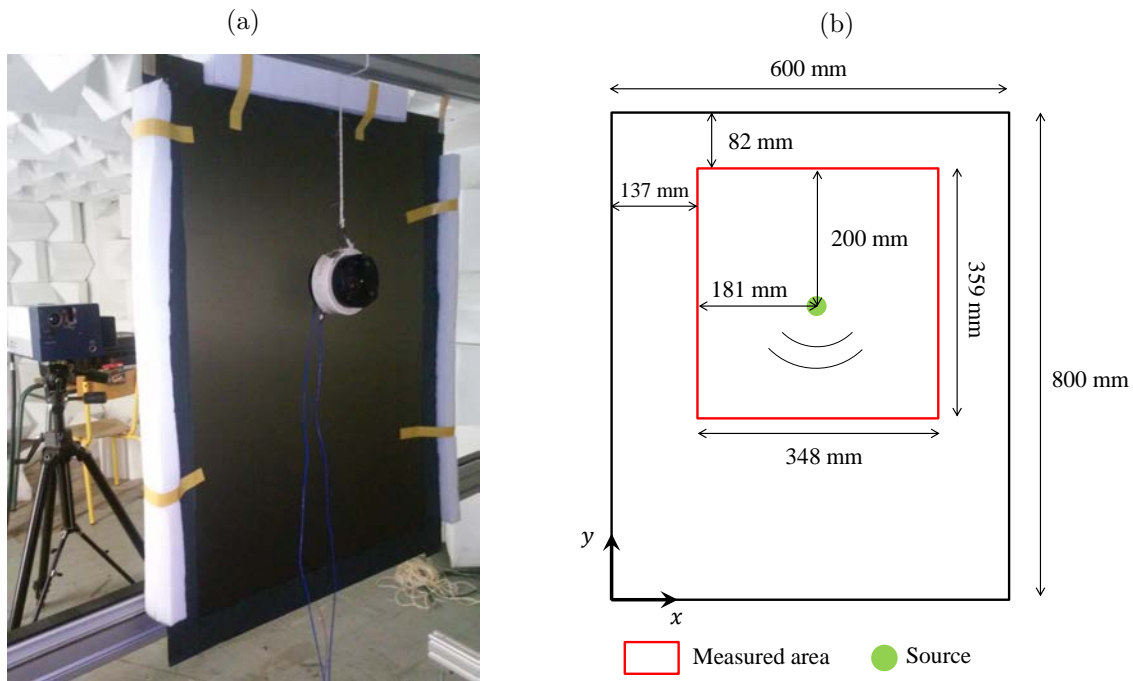 (a)
(b)
600 mm
82 mm
137 mm
200 mm
181 mm
359 mm
800 mm
348 mm
y
x
Measured area
Source